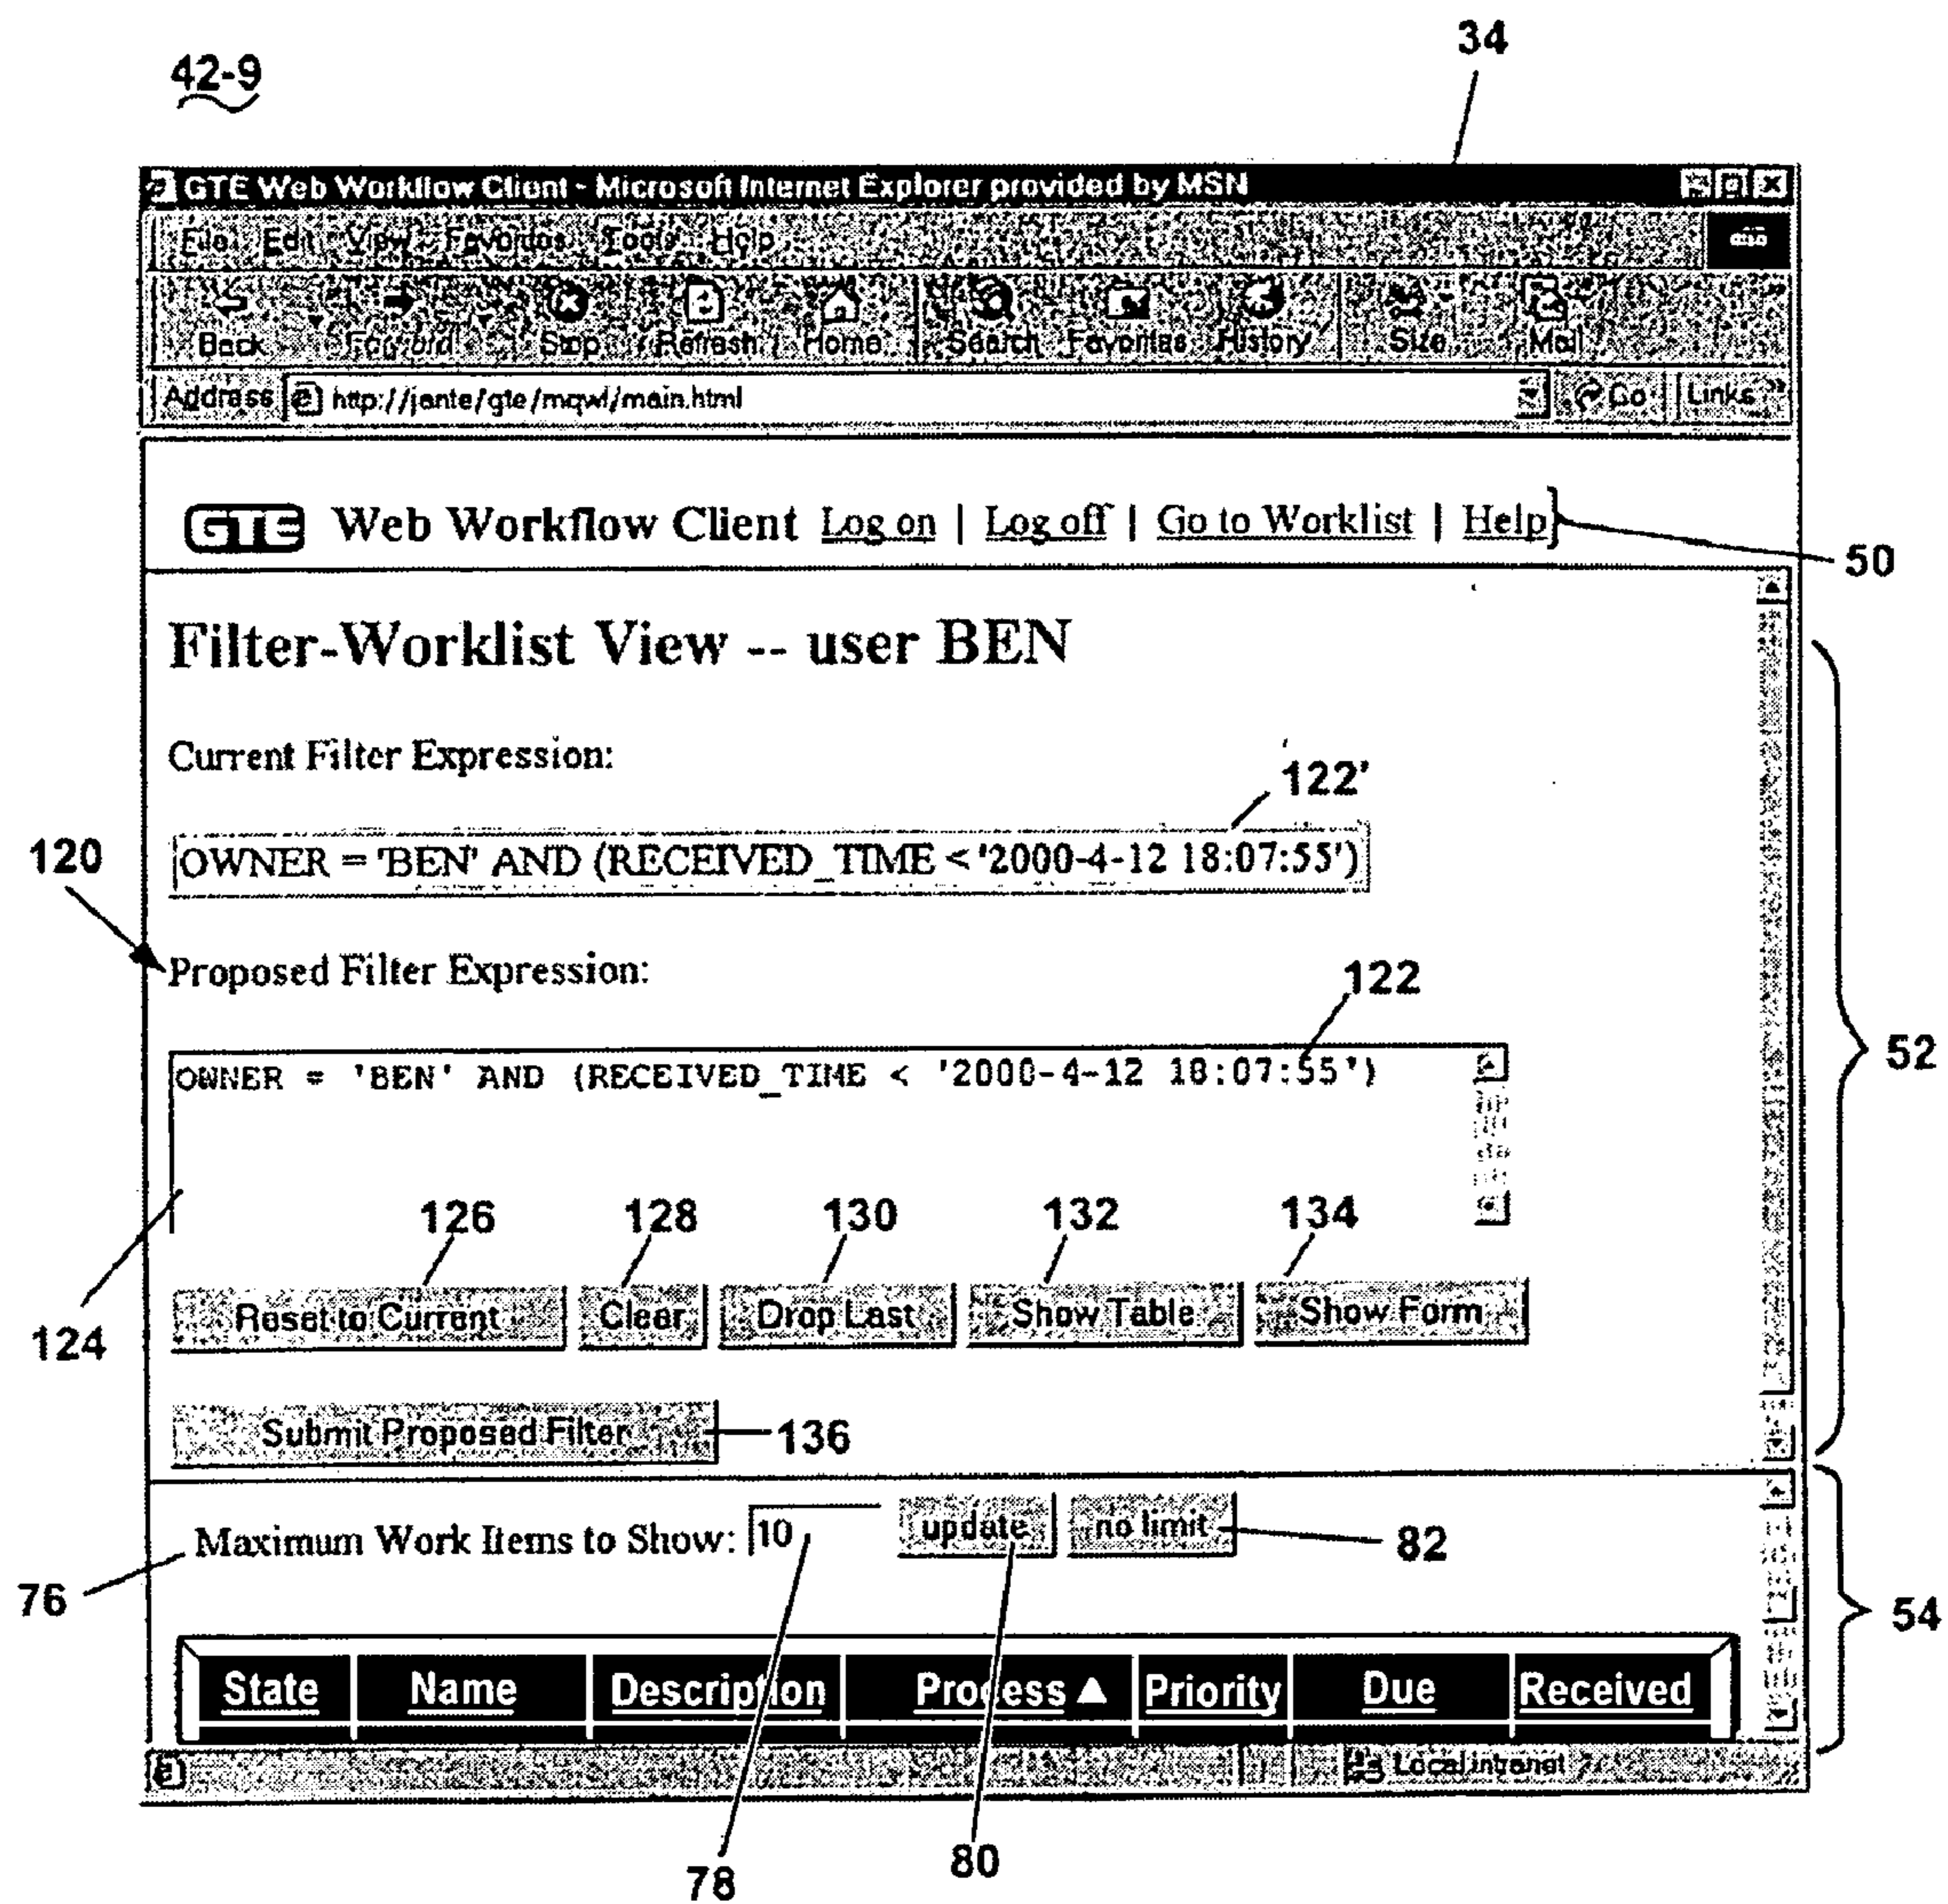 34
42-9
GTE Web Workflow Client - Microsoft Internet Explorer provided by MSN
File Edit View Favorites Tools Help
Back Forward Stop Refresh Home Search Favorites History Size Mail
Address http://jante/gte/mqwl/main.html Go Links
GTE Web Workflow Client Log on | Log off | Go to Worklist | Help
50
Filter-Worklist View -- user BEN
Current Filter Expression:
122'
OWNER = 'BEN' AND (RECEIVED_TIME < '2000-4-12 18:07:55')
120
Proposed Filter Expression:
122
52
OWNER = 'BEN' AND (RECEIVED_TIME < '2000-4-12 18:07:55')
126 128 130 132 134
Reset to Current Clear Drop Last Show Table Show Form
124
Submit Proposed Filter 136
Maximum Work Items to Show: 10 update no limit 82
76
54
State Name Description Process ▲ Priority Due Received
Local intranet
78 80